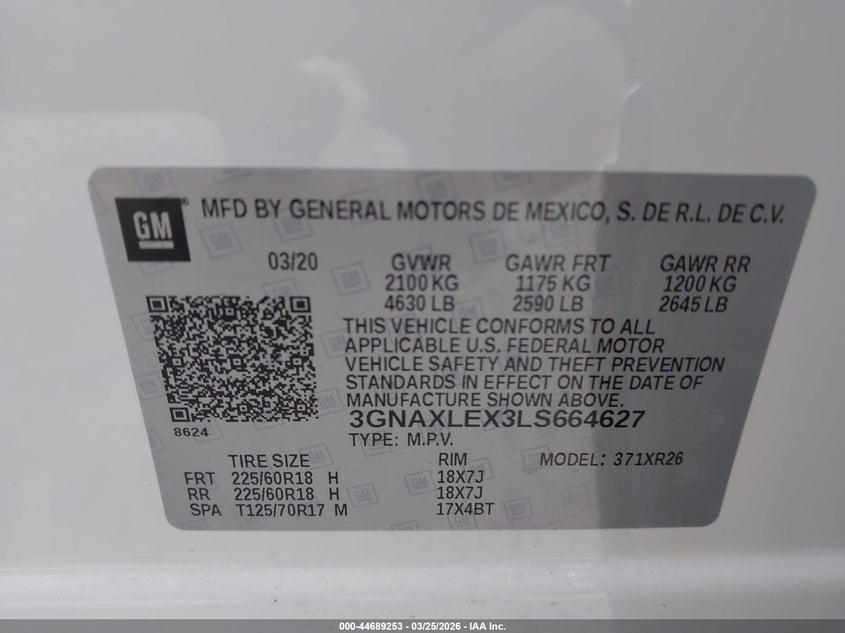 GM
GENERAL MOTORS
MFD BY GENERAL MOTORS DE MEXICO, S. DE R.L. DE C.V.
03/20 GVWR GAWR FRT GAWR RR
2100 KG 1175 KG 1200 KG
4630 LB 2590 LB 2645 LB
THIS VEHICLE CONFORMS TO ALL
APPLICABLE U.S. FEDERAL MOTOR
VEHICLE SAFETY AND THEFT PREVENTION
STANDARDS IN EFFECT ON THE DATE OF
MANUFACTURE SHOWN ABOVE.
8624
3GNAXLEX3LS664627
TYPE: M.P.V.
TIRE SIZE RIM MODEL: 371XR26
FRT 225/60R18 H 18X7J
RR 225/60R18 H 18X7J
SPA T125/70R17 M 17X4BT
000-44689253 - 03/25/2026 - IAA Inc.